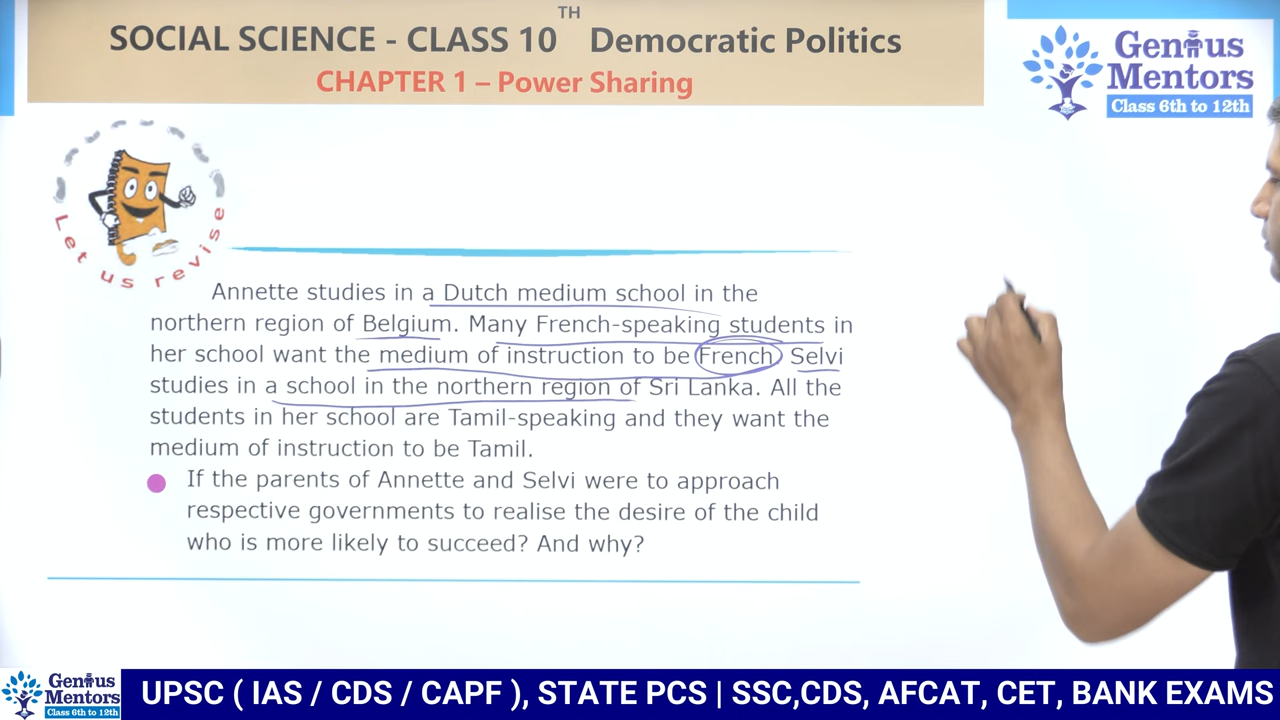 SOCIAL SCIENCE - CLASS 10TH Democratic Politics
CHAPTER 1 – Power Sharing
Genius
Mentors
Class 6th to 12th
Let us revise
Annette studies in a Dutch medium school in the
northern region of Belgium. Many French-speaking students in
her school want the medium of instruction to be French. Selvi
studies in a school in the northern region of Sri Lanka. All the
students in her school are Tamil-speaking and they want the
medium of instruction to be Tamil.
If the parents of Annette and Selvi were to approach
respective governments to realise the desire of the child
who is more likely to succeed? And why?
Genius
Mentors
Class 6th to 12th
UPSC ( IAS / CDS / CAPF ), STATE PCS | SSC,CDS, AFCAT, CET, BANK EXAMS